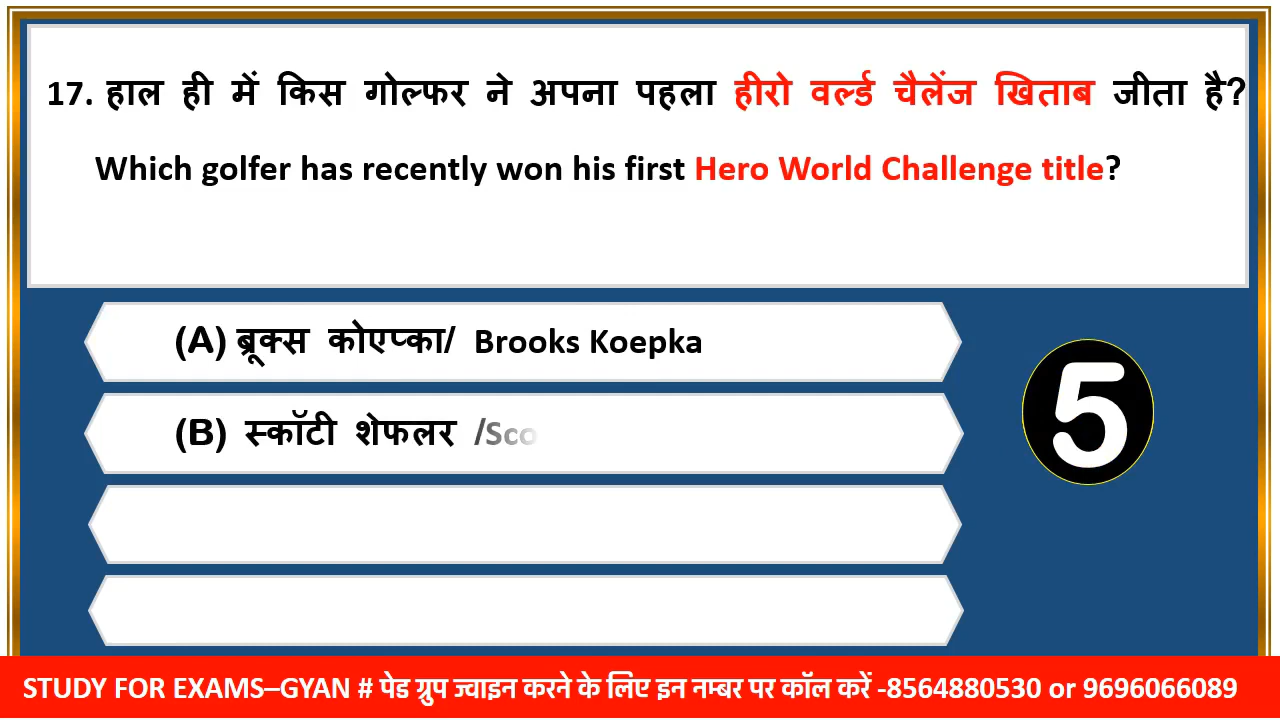 17. हाल ही में किस गोल्फर ने अपना पहला हीरो वर्ल्ड चैलेंज खिताब जीता है?
Which golfer has recently won his first Hero World Challenge title?
(A) ब्रूक्स कोएप्का/ Brooks Koepka
(B) स्कॉटी शेफलर /Sco
5
STUDY FOR EXAMS–GYAN # पेड ग्रुप ज्वाइन करने के लिए इन नम्बर पर कॉल करें -8564880530 or 9696066089